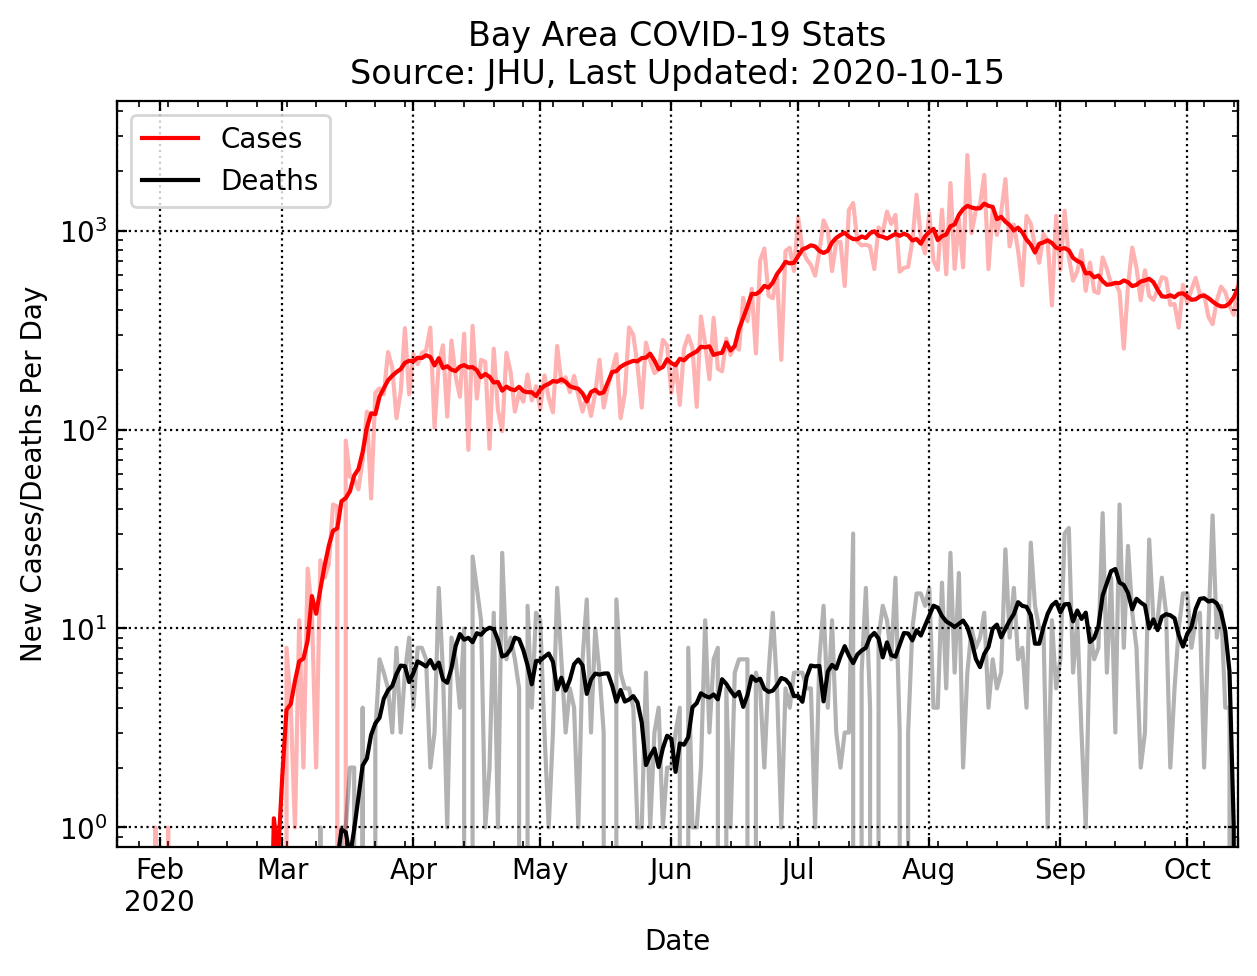 Bay Area COVID-19 Stats
Source: JHU, Last Updated: 2020-10-15
Cases
Deaths
New Cases/Deaths Per Day
10³
10²
10¹
10⁰
Feb Mar Apr May Jun Jul Aug Sep Oct
2020
Date